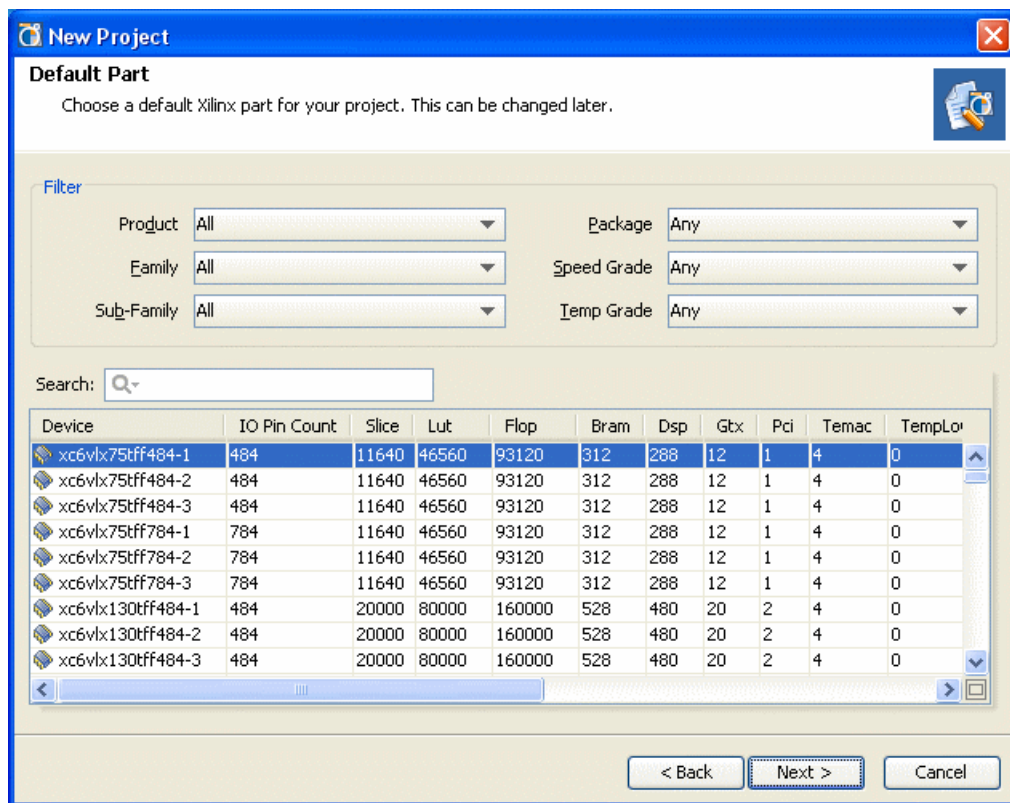 New Project
Default Part
Choose a default Xilinx part for your project. This can be changed later.
Filter
Product All Package Any
Family All Speed Grade Any
Sub-Family All Temp Grade Any
Search:
Device IO Pin Count Slice Lut Flop Bram Dsp Gtx Pci Temac TempLo
xc6vlx75tff484-1 484 11640 46560 93120 312 288 12 1 4 0
xc6vlx75tff484-2 484 11640 46560 93120 312 288 12 1 4 0
xc6vlx75tff484-3 484 11640 46560 93120 312 288 12 1 4 0
xc6vlx75tff784-1 784 11640 46560 93120 312 288 12 1 4 0
xc6vlx75tff784-2 784 11640 46560 93120 312 288 12 1 4 0
xc6vlx75tff784-3 784 11640 46560 93120 312 288 12 1 4 0
xc6vlx130tff484-1 484 20000 80000 160000 528 480 20 2 4 0
xc6vlx130tff484-2 484 20000 80000 160000 528 480 20 2 4 0
xc6vlx130tff484-3 484 20000 80000 160000 528 480 20 2 4 0
< Back Next > Cancel